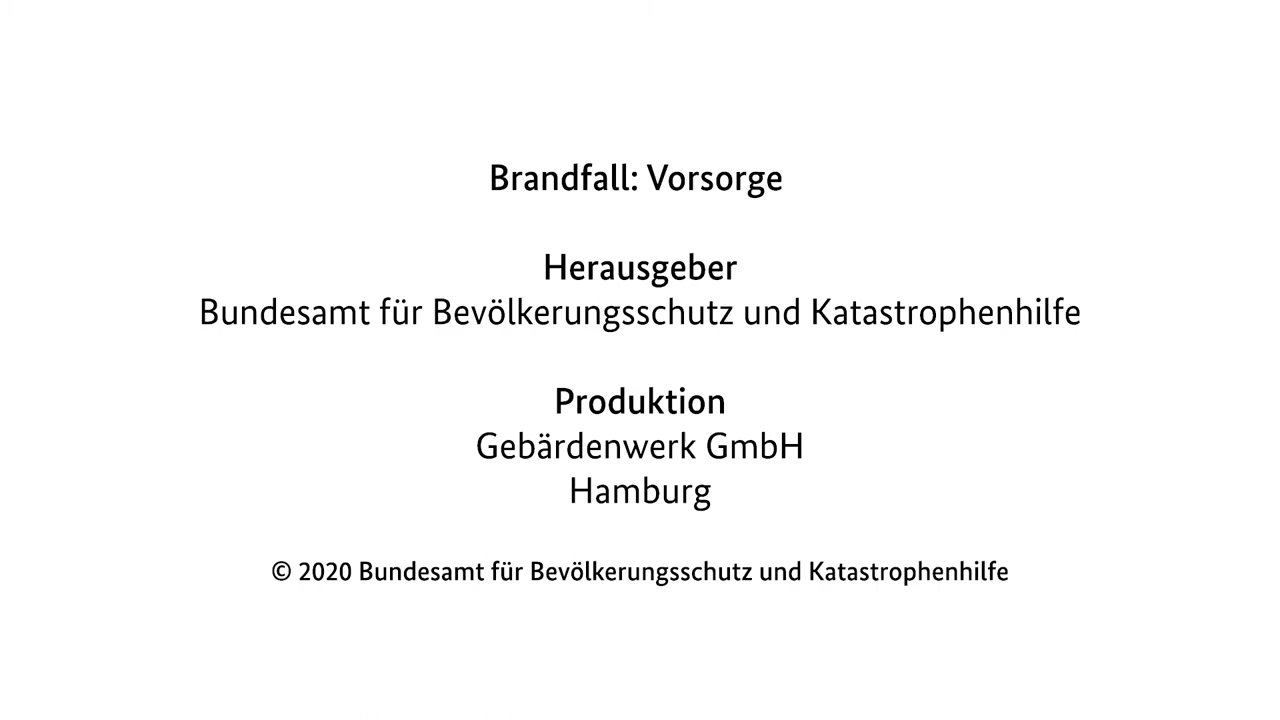 Brandfall: Vorsorge
Herausgeber
Bundesamt für Bevölkerungsschutz und Katastrophenhilfe
Produktion
Gebärdenwerk GmbH
Hamburg
© 2020 Bundesamt für Bevölkerungsschutz und Katastrophenhilfe